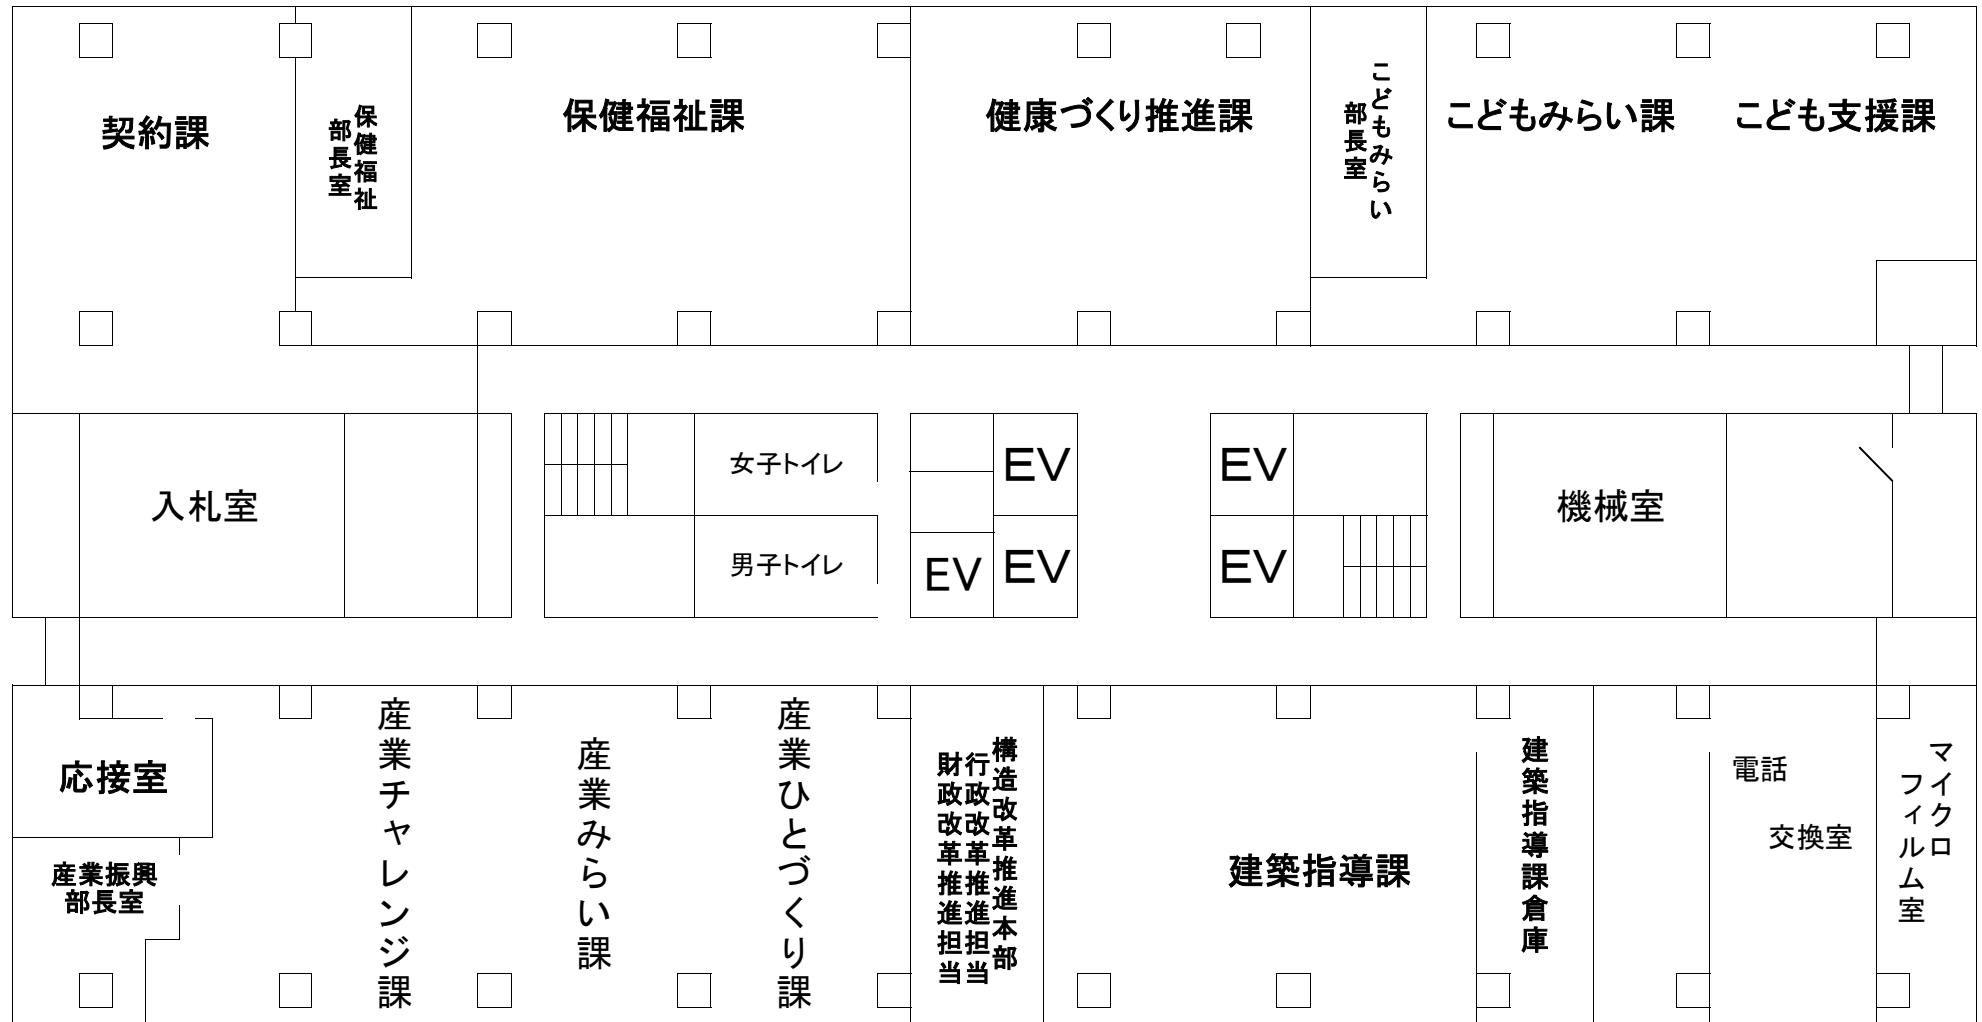 契約課
保健福祉
部長室
保健福祉課
健康づくり推進課
こどもみらい
部長室
こどもみらい課
こども支援課
入札室
女子トイレ
男子トイレ
EV
EV
EV
EV
EV
機械室
応接室
産業振興
部長室
産業チャレンジ課
産業みらい課
産業ひとづくり課
構造改革推進本部
行政改革推進担当
財政改革推進担当
建築指導課
建築指導課倉庫
電話
交換室
マイクロ
フィルム室